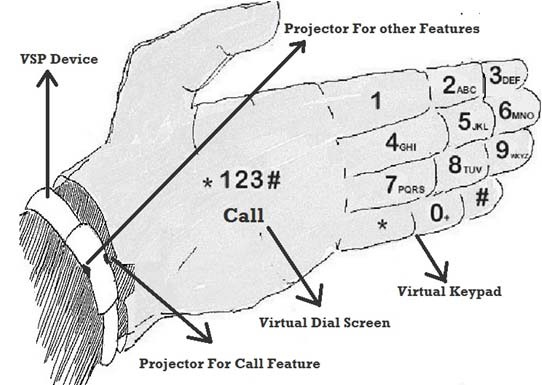 Projector For other Features
VSP Device
1
2ABC
3DEF
4GHI
5JKL
6MNO
7PQRS
8TUV
9WXYZ
*
0+
#
*123#
Call
Virtual Keypad
Virtual Dial Screen
Projector For Call Feature